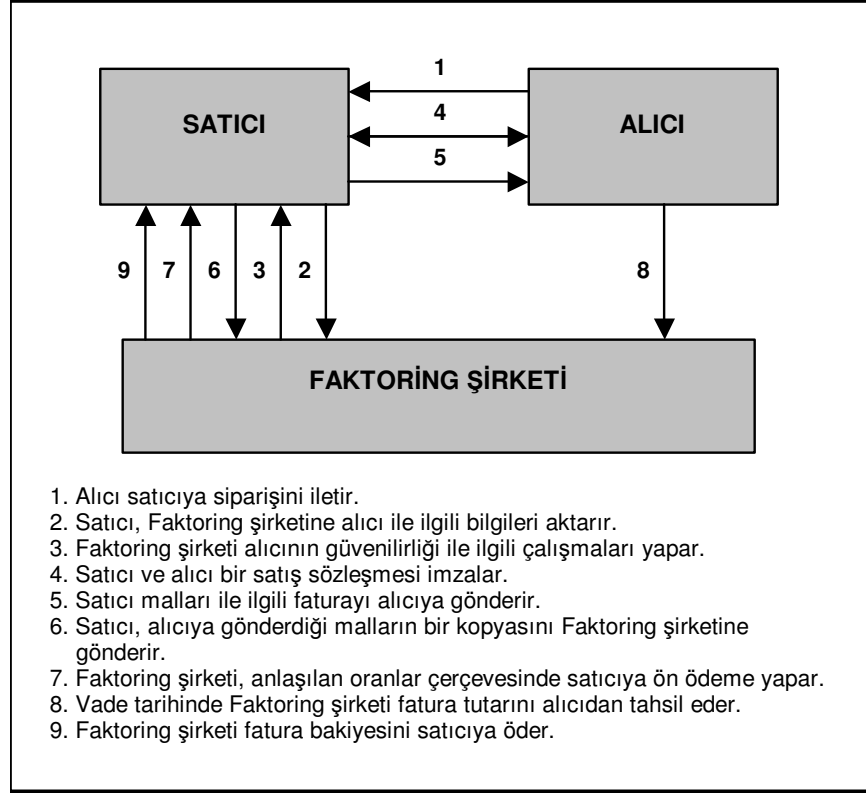 1
SATICI
4
ALICI
5
9 7 6 3 2 8
FAKTORİNG ŞİRKETİ
1. Alıcı satıcıya siparişini iletir.
2. Satıcı, Faktoring şirketine alıcı ile ilgili bilgileri aktarır.
3. Faktoring şirketi alıcının güvenilirliği ile ilgili çalışmaları yapar.
4. Satıcı ve alıcı bir satış sözleşmesi imzalar.
5. Satıcı malları ile ilgili faturayı alıcıya gönderir.
6. Satıcı, alıcıya gönderdiği malların bir kopyasını Faktoring şirketine
gönderir.
7. Faktoring şirketi, anlaşılan oranlar çerçevesinde satıcıya ön ödeme yapar.
8. Vade tarihinde Faktoring şirketi fatura tutarını alıcıdan tahsil eder.
9. Faktoring şirketi fatura bakiyesini satıcıya öder.